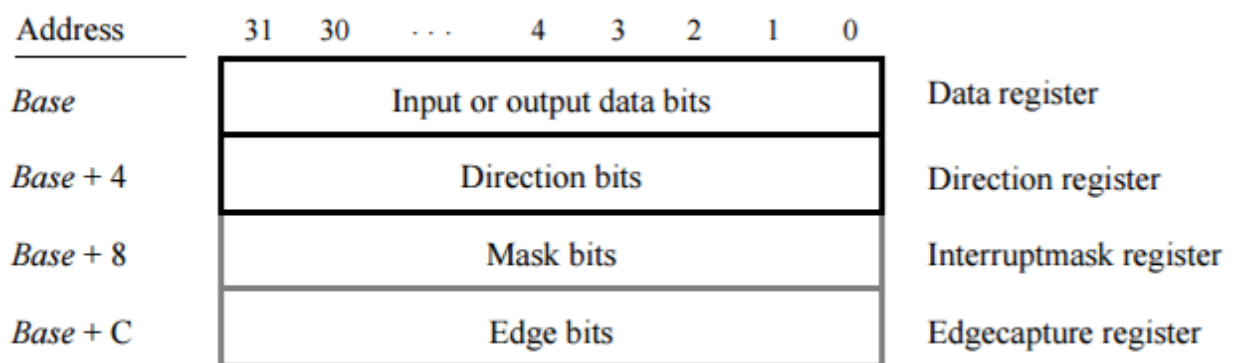 Address 31 30 . . . 4 3 2 1 0
Base Input or output data bits Data register
Base + 4 Direction bits Direction register
Base + 8 Mask bits Interruptmask register
Base + C Edge bits Edgecapture register